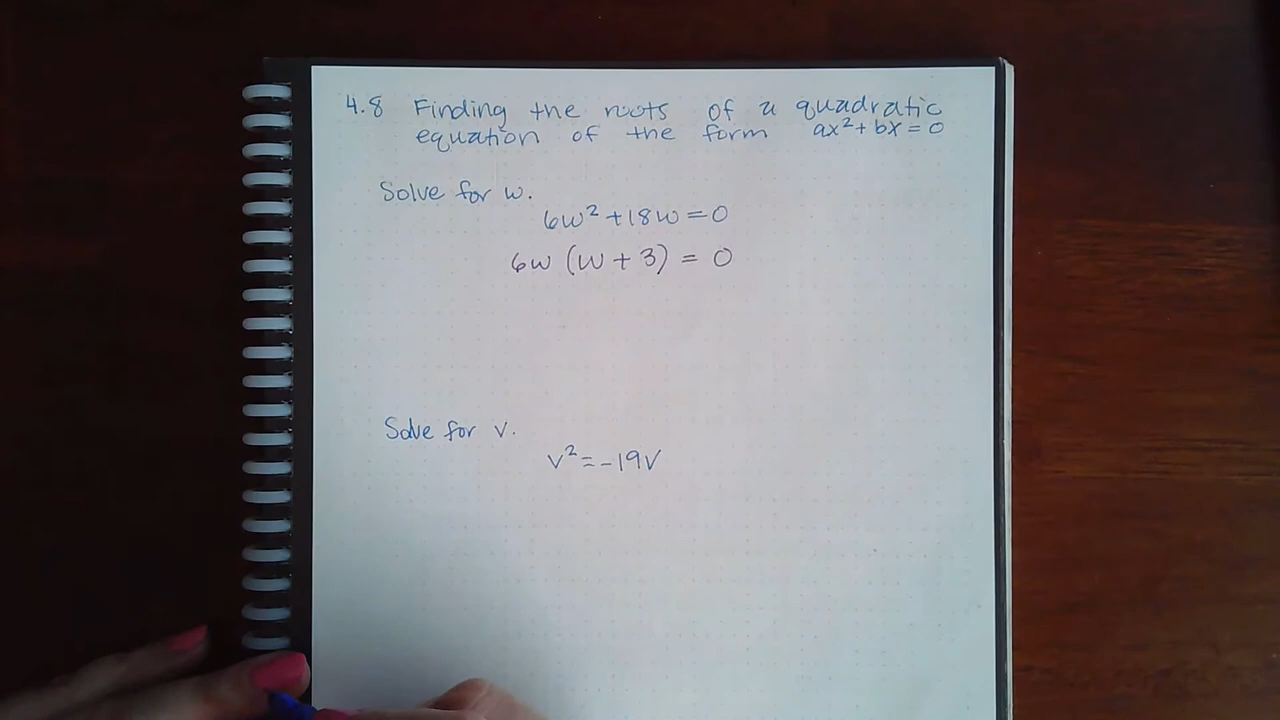 4.8 Finding the roots of a quadratic
equation of the form ax² + bx = 0
Solve for w.
6w² + 18w = 0
6w (w + 3) = 0
Solve for v.
v² = -19v